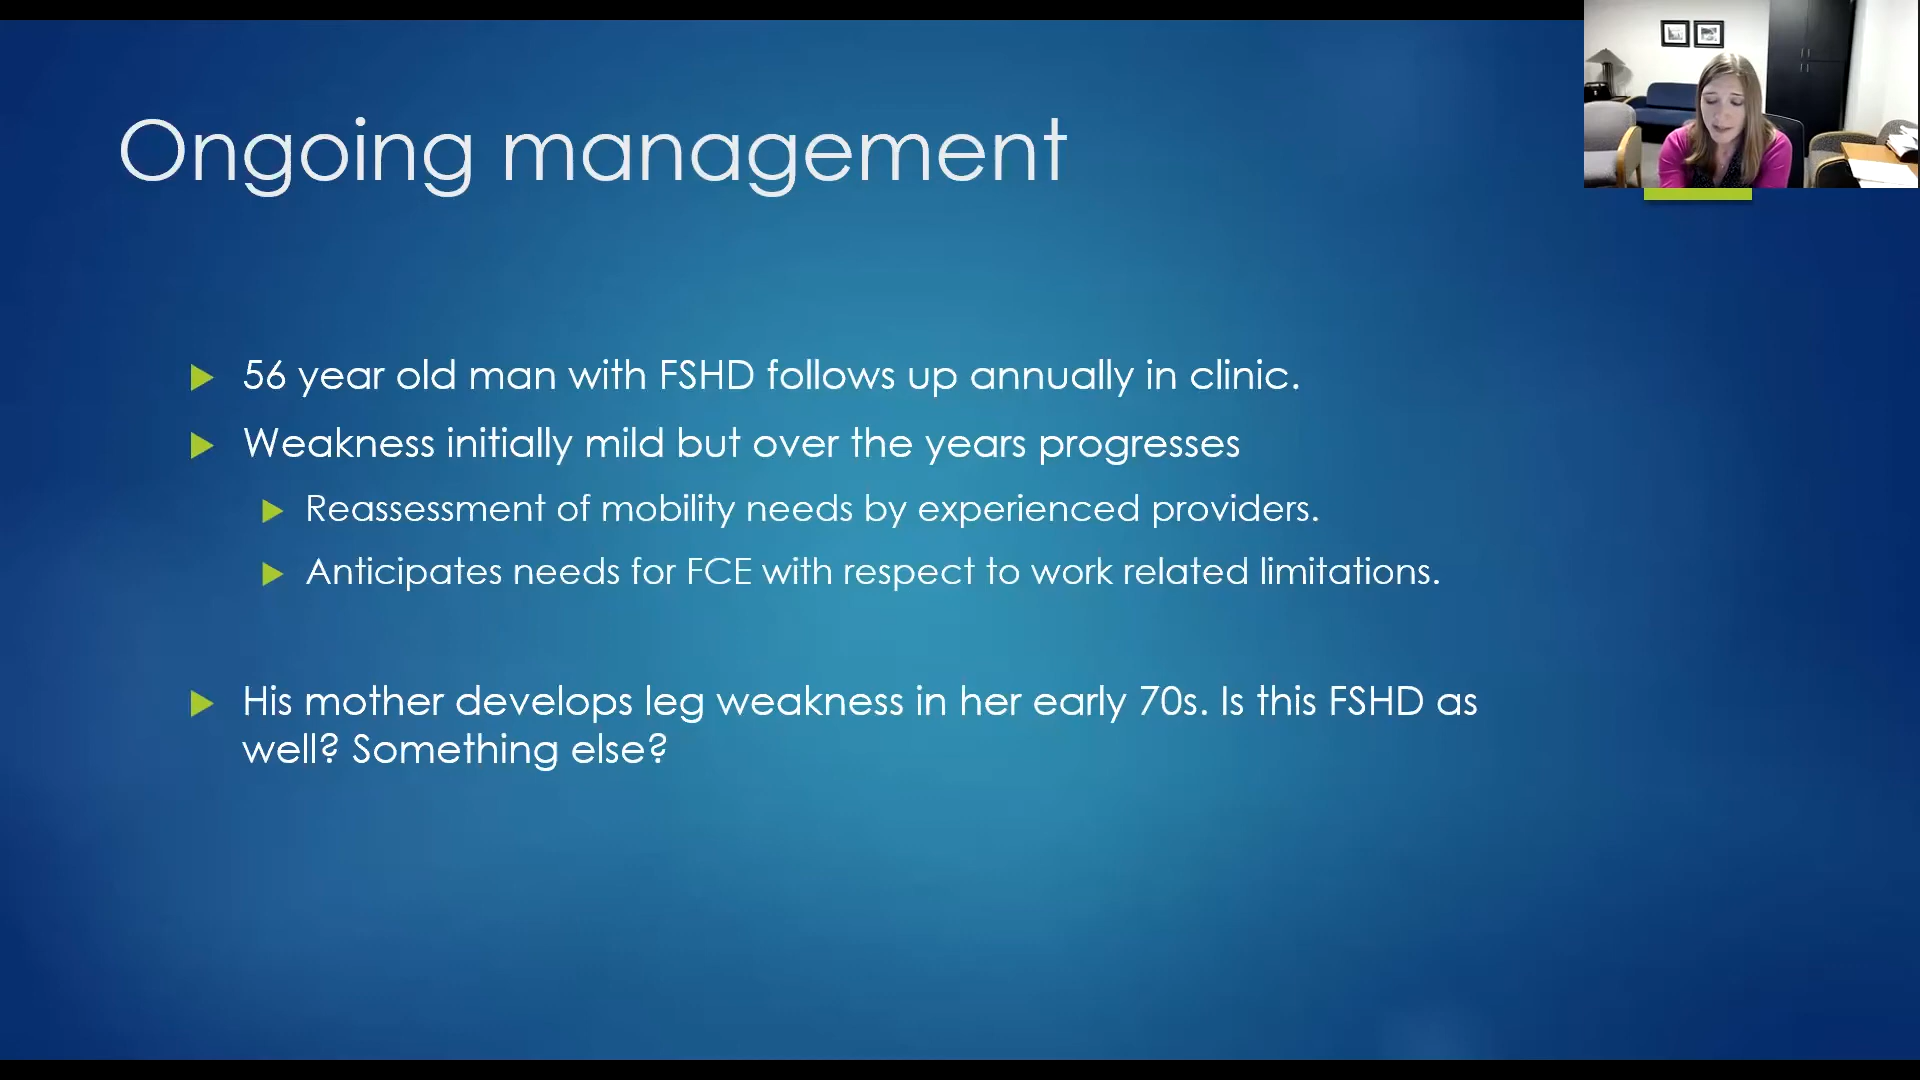 Ongoing management
56 year old man with FSHD follows up annually in clinic.
Weakness initially mild but over the years progresses
Reassessment of mobility needs by experienced providers.
Anticipates needs for FCE with respect to work related limitations.
His mother develops leg weakness in her early 70s. Is this FSHD as
well? Something else?